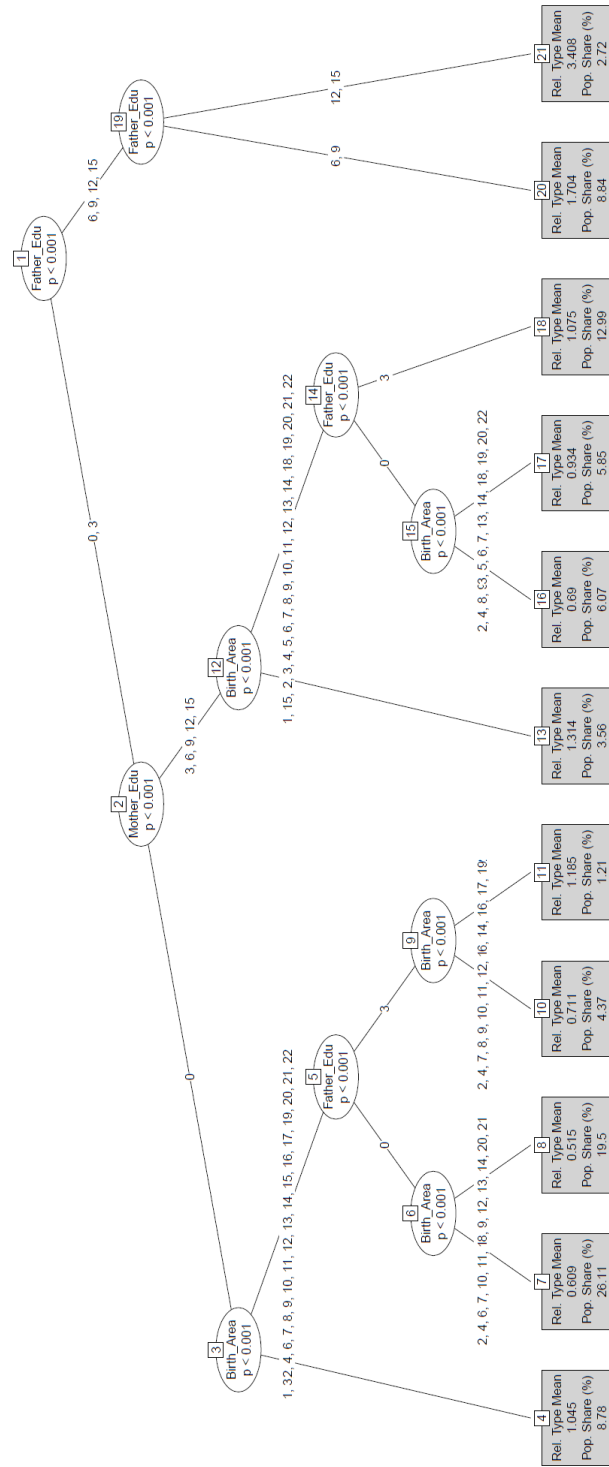 1
Father_Edu
p < 0.001
0, 3
6, 9, 12, 15
2
Mother_Edu
p < 0.001
0
3, 6, 9, 12, 15
19
Father_Edu
p < 0.001
6, 9
12, 15
3
Birth_Area
p < 0.001
1, 32, 4, 6, 7, 8, 9, 10, 11, 12, 13, 14, 15, 16, 17, 19, 20, 21, 22
12
Birth_Area
p < 0.001
1, 15, 2, 3, 4, 5, 6, 7, 8, 9, 10, 11, 12, 13, 14, 18, 19, 20, 21, 22
5
Father_Edu
p < 0.001
0
3
14
Father_Edu
p < 0.001
0
3
6
Birth_Area
p < 0.001
2, 4, 6, 7, 10, 11, 18, 9, 12, 13, 14, 20, 21
9
Birth_Area
p < 0.001
2, 4, 7, 8, 9, 10, 11, 12, 16, 14, 16, 17, 19
15
Birth_Area
p < 0.001
2, 4, 8, 93, 5, 6, 7, 13, 14, 18, 19, 20, 22
4
Rel. Type Mean
1.045
Pop. Share (%)
8.78
7
Rel. Type Mean
0.609
Pop. Share (%)
26.11
8
Rel. Type Mean
0.515
Pop. Share (%)
19.5
10
Rel. Type Mean
0.711
Pop. Share (%)
4.37
11
Rel. Type Mean
1.185
Pop. Share (%)
1.21
13
Rel. Type Mean
1.314
Pop. Share (%)
3.56
16
Rel. Type Mean
0.69
Pop. Share (%)
6.07
17
Rel. Type Mean
0.934
Pop. Share (%)
5.85
18
Rel. Type Mean
1.075
Pop. Share (%)
12.99
20
Rel. Type Mean
1.704
Pop. Share (%)
8.84
21
Rel. Type Mean
3.408
Pop. Share (%)
2.72